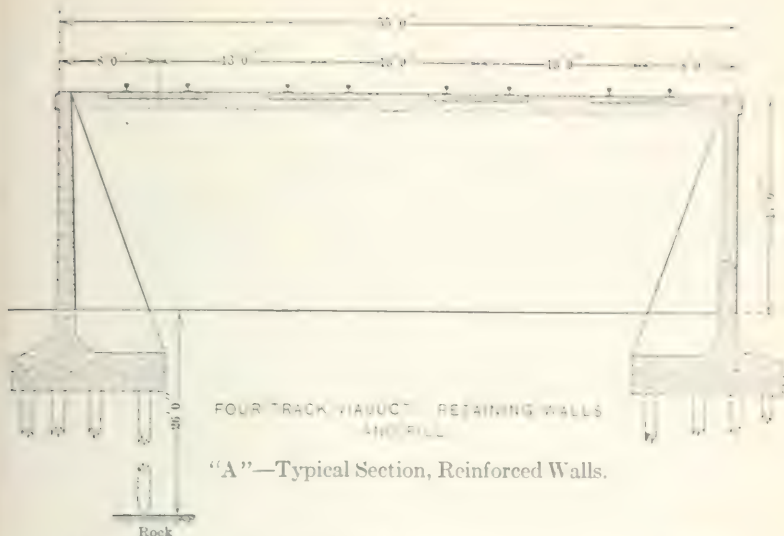 8' 0" 13' 0" 13' 0" 13' 0"
26' 0"
FOUR TRACK VIADUCT RETAINING WALLS
AND FILL
"A"—Typical Section, Reinforced Walls.
Rock